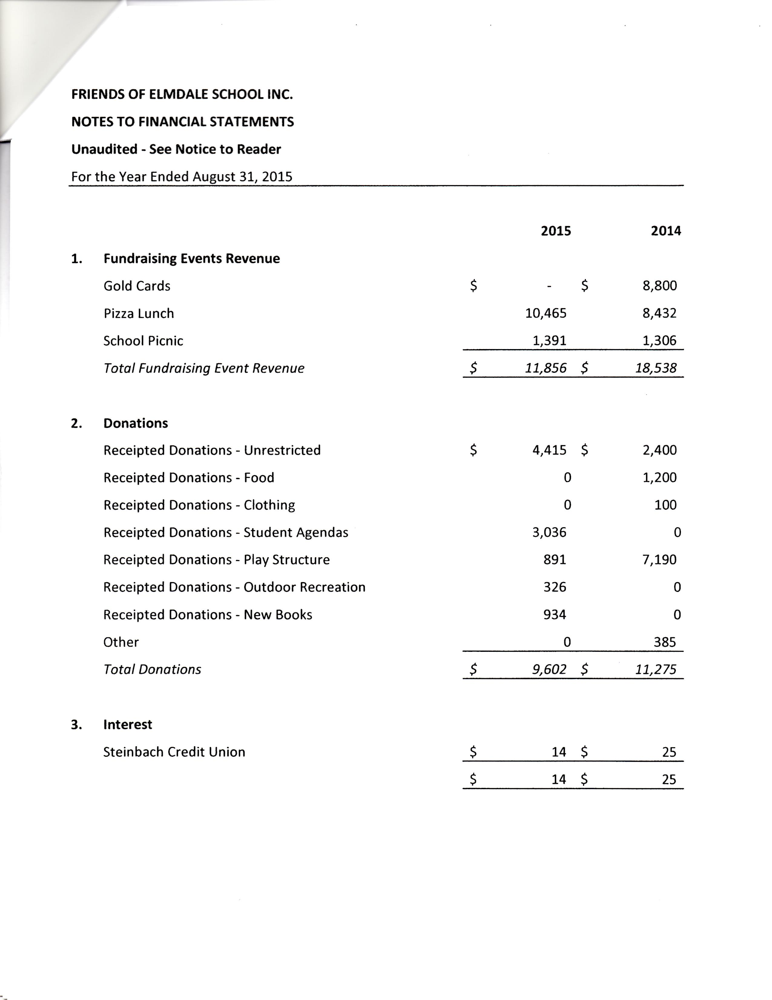 FRIENDS OF ELMDALE SCHOOL INC.
NOTES TO FINANCIAL STATEMENTS
Unaudited - See Notice to Reader
For the Year Ended August 31, 2015
2015 2014
1. Fundraising Events Revenue
Gold Cards $ - $ 8,800
Pizza Lunch 10,465 8,432
School Picnic 1,391 1,306
Total Fundraising Event Revenue $ 11,856 $ 18,538
2. Donations
Receipted Donations - Unrestricted $ 4,415 $ 2,400
Receipted Donations - Food 0 1,200
Receipted Donations - Clothing 0 100
Receipted Donations - Student Agendas 3,036 0
Receipted Donations - Play Structure 891 7,190
Receipted Donations - Outdoor Recreation 326 0
Receipted Donations - New Books 934 0
Other 0 385
Total Donations $ 9,602 $ 11,275
3. Interest
Steinbach Credit Union $ 14 $ 25
$ 14 $ 25